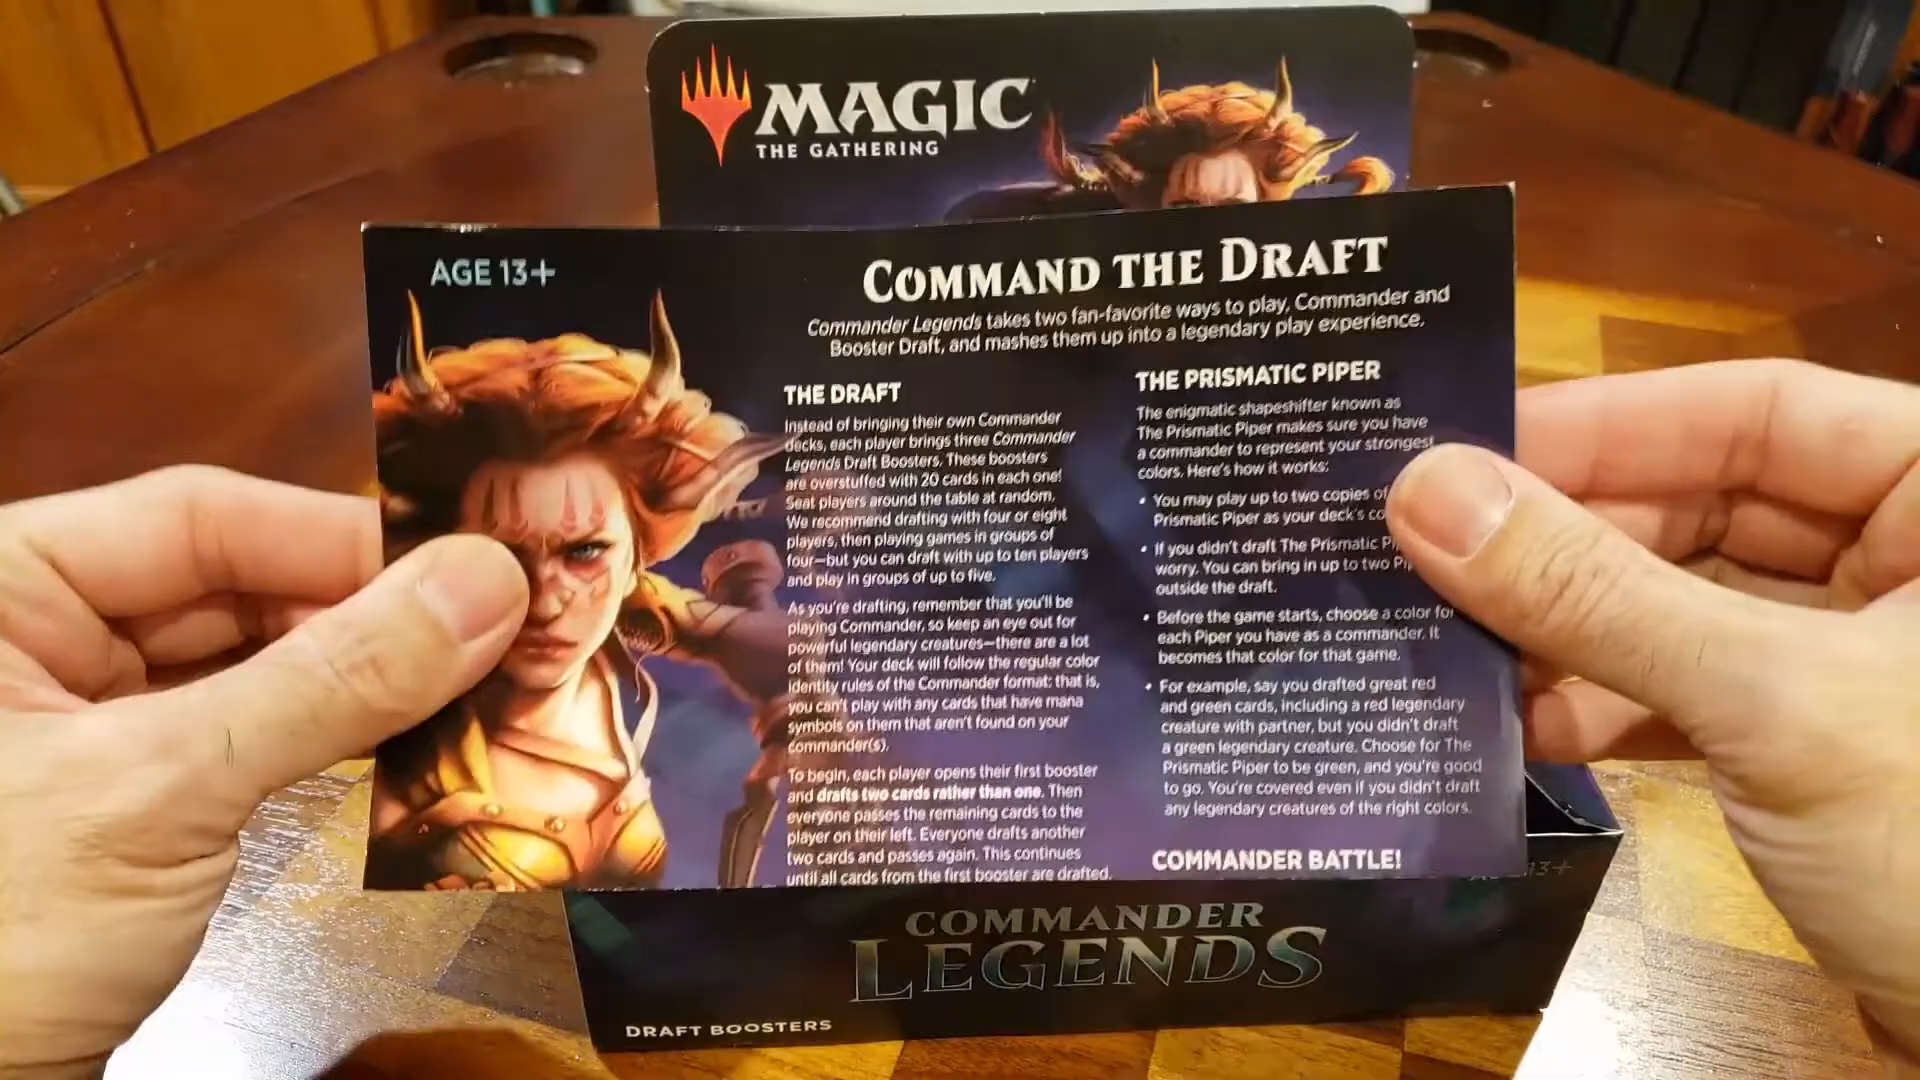 MAGIC
THE GATHERING
AGE 13+
COMMAND THE DRAFT
Commander Legends takes two fan-favorite ways to play, Commander and
Booster Draft, and mashes them up into a legendary play experience.
THE DRAFT
Instead of bringing their own Commander
decks, each player brings three Commander
Legends Draft Boosters. These boosters
are overstuffed with 20 cards in each one!
Seat players around the table at random.
We recommend drafting with four or eight
players, then playing games in groups of
four—but you can draft with up to ten players
and play in groups of up to five.
As you're drafting, remember that you'll be
playing Commander, so keep an eye out for
powerful legendary creatures—there are a lot
of them! Your deck will follow the regular color
identity rules of the Commander format: that is,
you can't play with any cards that have mana
symbols on them that aren't found on your
commander(s).
To begin, each player opens their first booster
and drafts two cards rather than one. Then
everyone passes the remaining cards to the
player on their left. Everyone drafts another
two cards and passes again. This continues
until all cards from the first booster are drafted.
THE PRISMATIC PIPER
The enigmatic shapeshifter known as
The Prismatic Piper makes sure you have
a commander to represent your strongest
colors. Here's how it works:
• You may play up to two copies of
Prismatic Piper as your deck's
• If you didn't draft The Prismatic
worry. You can bring in up to two
outside the draft.
• Before the game starts, choose a color for
each Piper you have as a commander. It
becomes that color for that game.
• For example, say you drafted great red
and green cards, including a red legendary
creature with partner, but you didn't draft
a green legendary creature. Choose for The
Prismatic Piper to be green, and you're good
to go. You're covered even if you didn't draft
any legendary creatures of the right colors.
COMMANDER BATTLE!
13+
COMMANDER
LEGENDS
DRAFT BOOSTERS